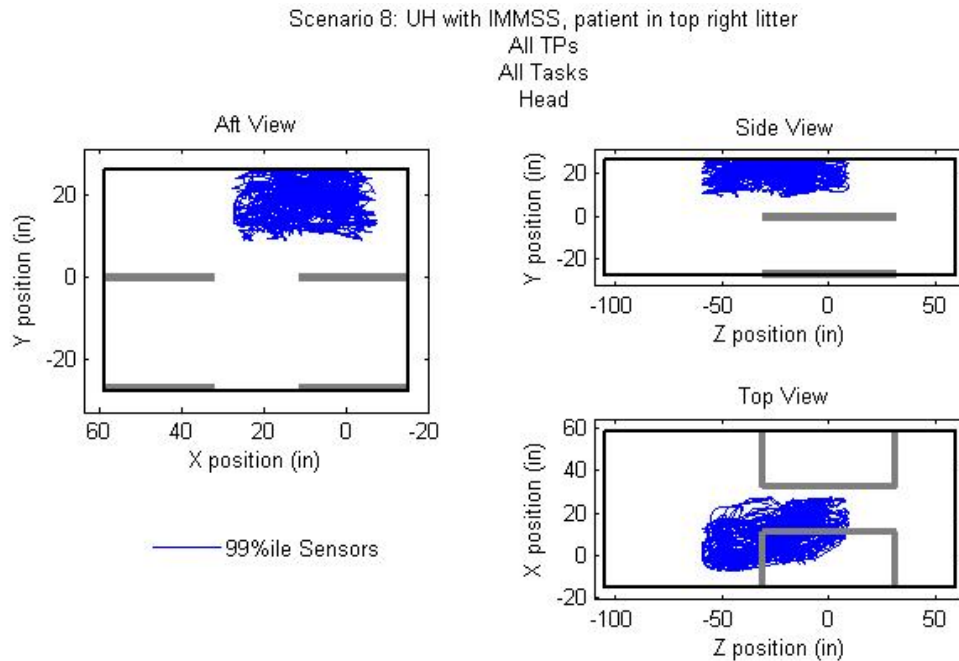 Scenario 8: UH with IMMSS, patient in top right litter
All TPs
All Tasks
Head
Aft View
Y position (in)
20
0
-20
60 40 20 0 -20
X position (in)
99%ile Sensors
Side View
Y position (in)
20
0
-20
-100 -50 0 50
Z position (in)
Top View
X position (in)
60
40
20
0
-20
-100 -50 0 50
Z position (in)